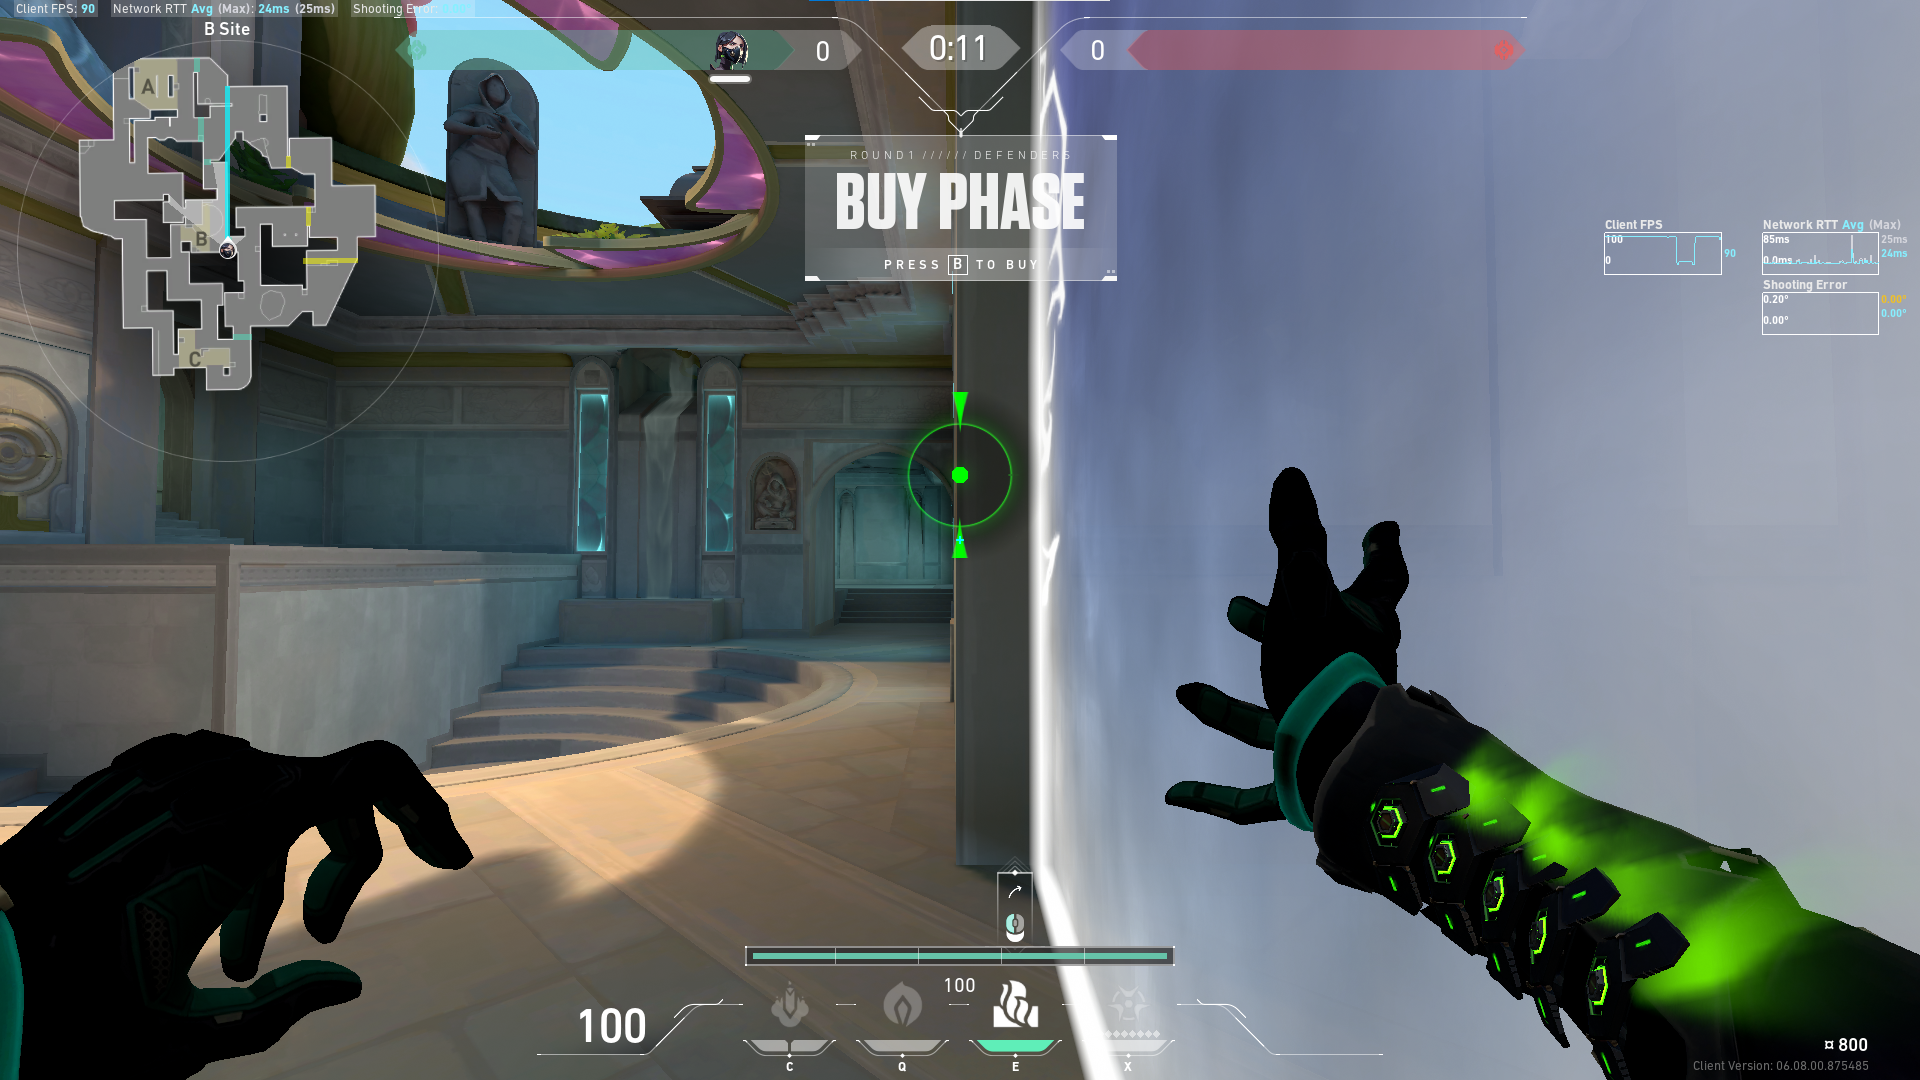 Client FPS: 90 Network RTT Avg (Max): 24ms (25ms) Shooting Error:
B Site
A
B
C
0
0:11
0
ROUND 1 ////// DEFENDERS
BUY PHASE
PRESS B TO BUY
Client FPS
100
0
90
Network RTT Avg (Max)
85ms
0.0ms
25ms
24ms
Shooting Error
0.20°
0.00°
0.00°
0.00°
100
100
C
Q
E
X
¤ 800
Client Version: 06.08.00.875485